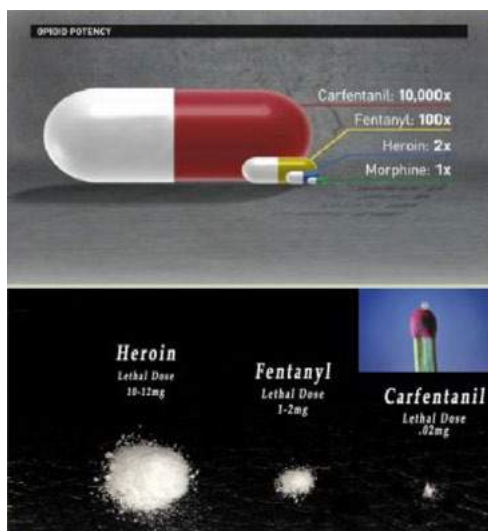 OPIOID POTENCY
Carfentanil: 10,000x
Fentanyl: 100x
Heroin: 2x
Morphine: 1x
Heroin
Lethal Dose
10-12mg
Fentanyl
Lethal Dose
1-2mg
Carfentanil
Lethal Dose
.02mg